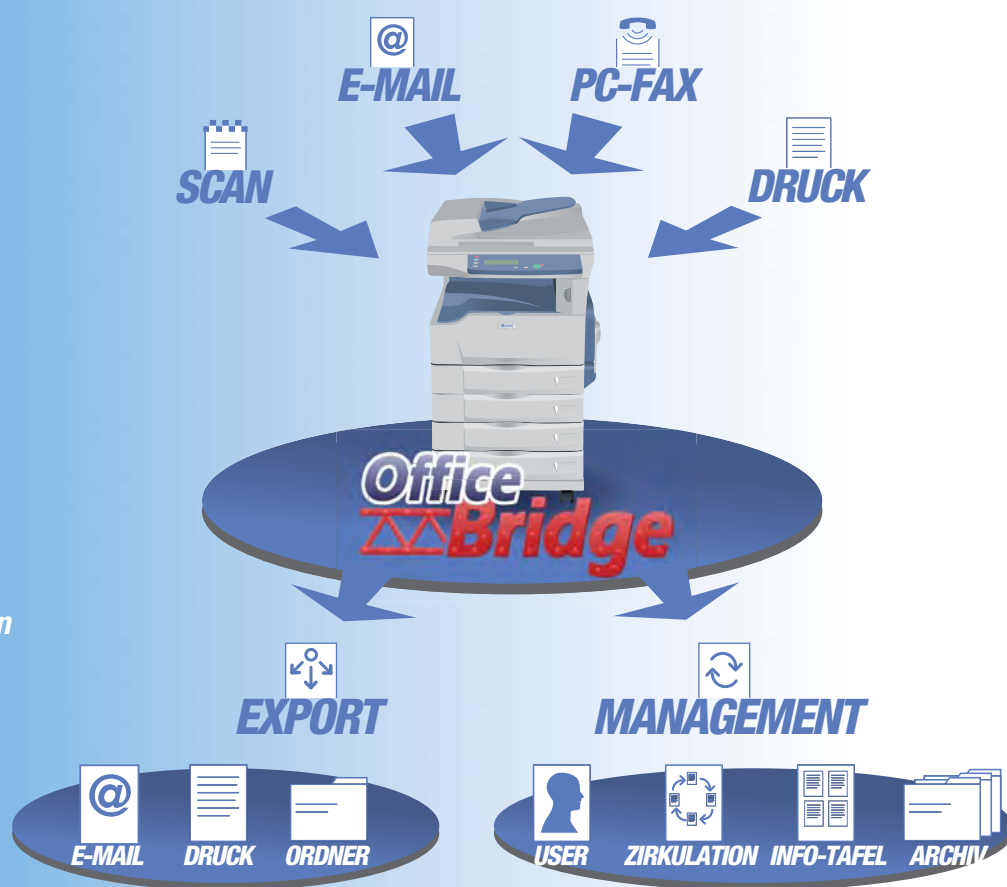 E-MAIL
PC-FAX
SCAN
DRUCK
Office
Bridge
n
EXPORT
MANAGEMENT
E-MAIL
DRUCK
ORDNER
USER
ZIRKULATION
INFO-TAFEL
ARCHIV